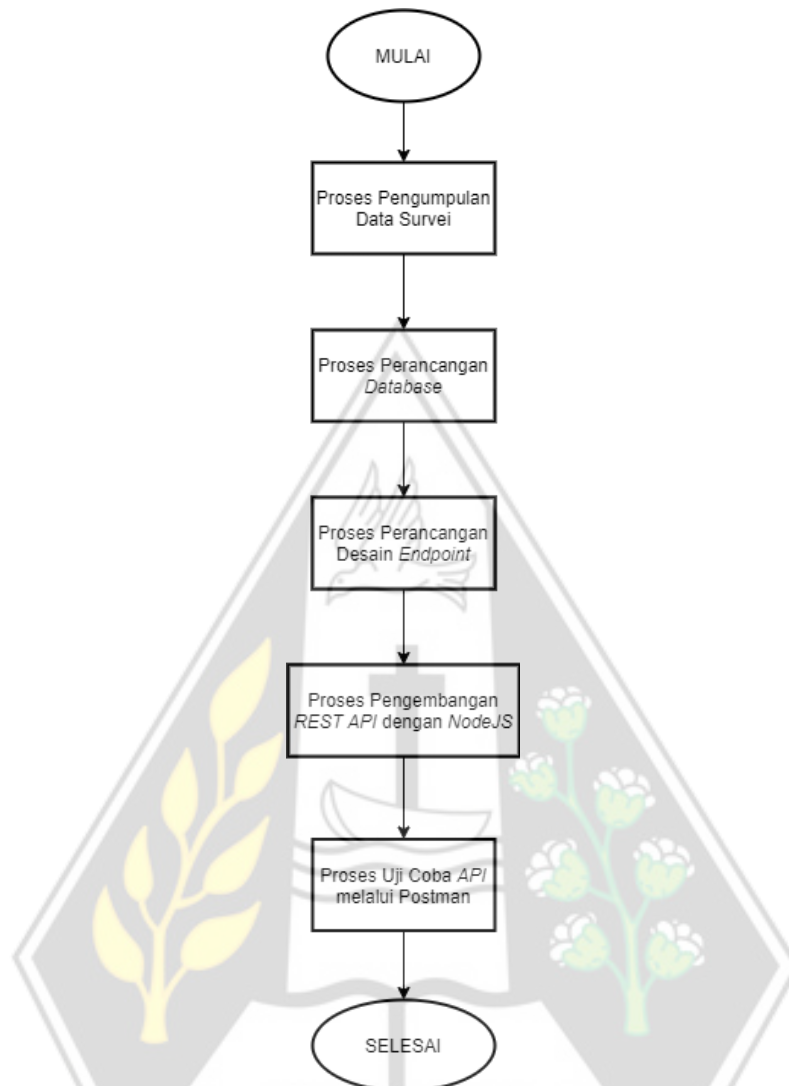 MULAI
Proses Pengumpulan
Data Survei
Proses Perancangan
Database
Proses Perancangan
Desain Endpoint
Proses Pengembangan
REST API dengan NodeJS
Proses Uji Coba API
melalui Postman
SELESAI